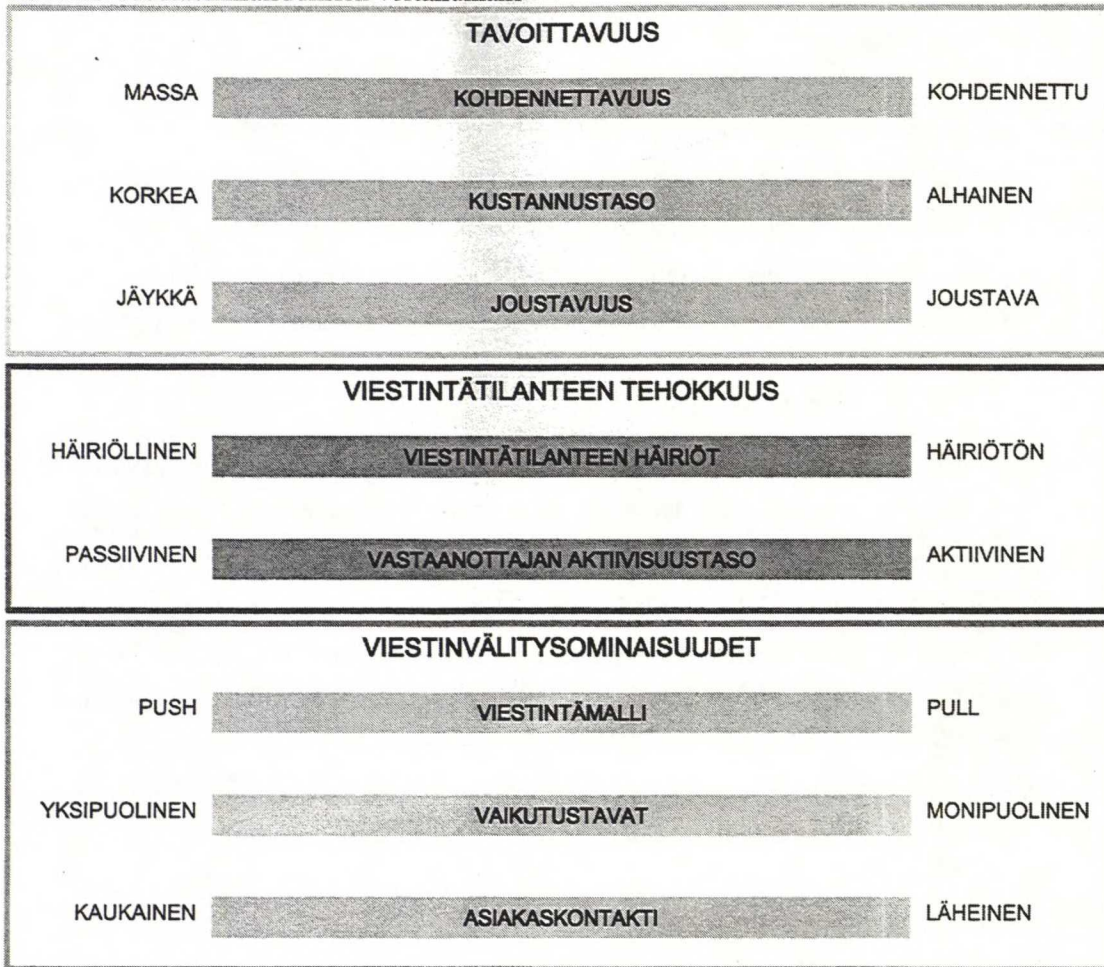 TAVOITTAVUUS
MASSA KOHDENNETTAVUUS KOHDENNETTU
KORKEA KUSTANNUSTASO ALHAINEN
JÄYKKÄ JOUSTAVUUS JOUSTAVA
VIESTINTÄTILANTEEN TEHOKKUUS
HÄIRIÖLLINEN VIESTINTÄTILANTEEN HÄIRIÖT HÄIRIÖTÖN
PASSIIVINEN VASTAANOTTAJAN AKTIIVISUUSTASO AKTIIVINEN
VIESTINVÄLITYSOMINAISUUDET
PUSH VIESTINTÄMALLI PULL
YKSIPUOLINEN VAIKUTUSTAVAT MONIPUOLINEN
KAUKAINEN ASIAKASKONTAKTI LÄHEINEN